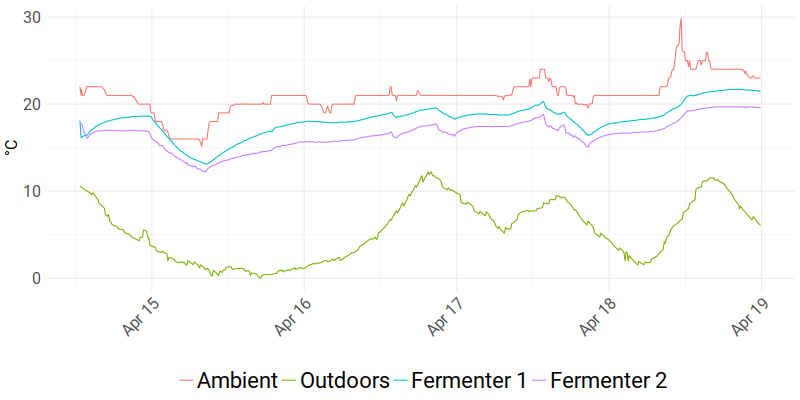 30
20
10
0
°C
Apr 15
Apr 16
Apr 17
Apr 18
Apr 19
Ambient Outdoors Fermenter 1 Fermenter 2